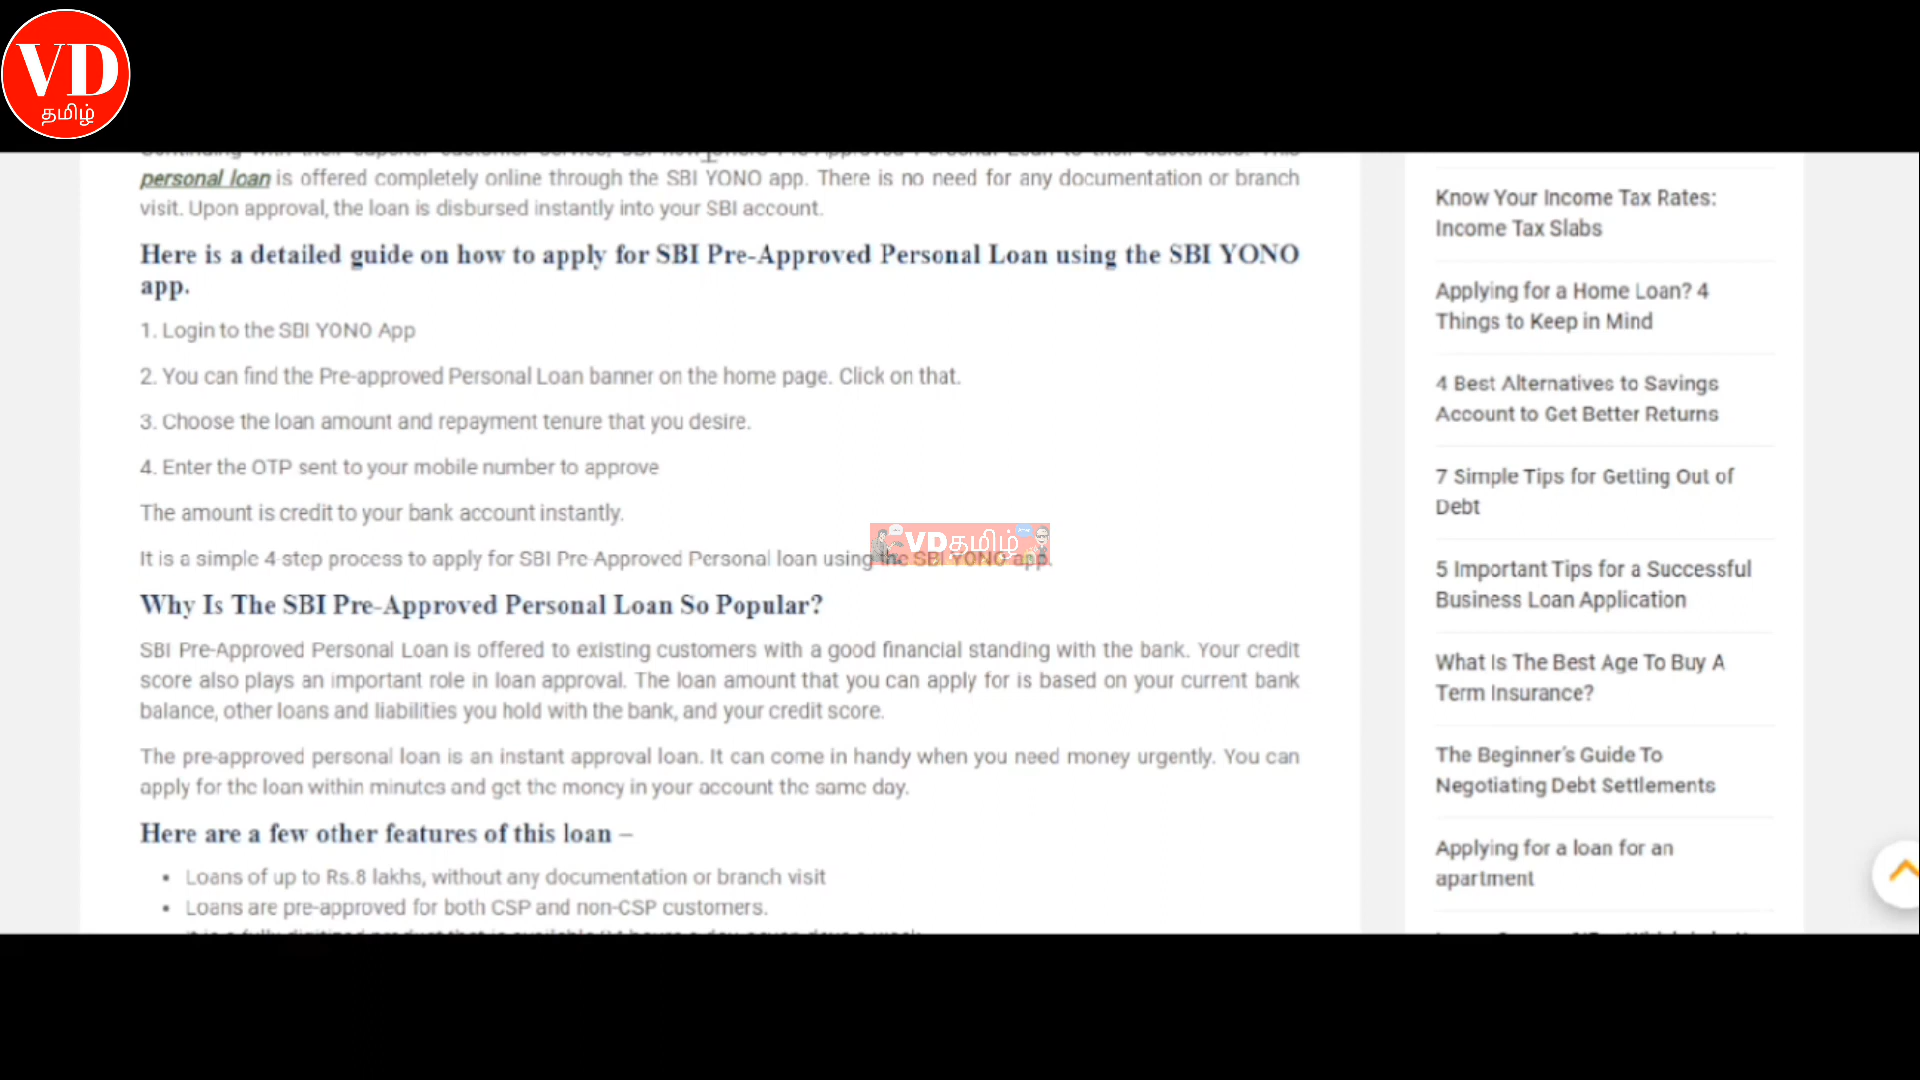 VD
தமிழ்
personal loan is offered completely online through the SBI YONO app. There is no need for any documentation or branch
visit. Upon approval, the loan is disbursed instantly into your SBI account.
Here is a detailed guide on how to apply for SBI Pre-Approved Personal Loan using the SBI YONO
app.
1. Login to the SBI YONO App
2. You can find the Pre-approved Personal Loan banner on the home page. Click on that.
3. Choose the loan amount and repayment tenure that you desire.
4. Enter the OTP sent to your mobile number to approve
The amount is credit to your bank account instantly.
VDதமிழ்
It is a simple 4-step process to apply for SBI Pre-Approved Personal loan using the SBI YONO app.
Why Is The SBI Pre-Approved Personal Loan So Popular?
SBI Pre-Approved Personal Loan is offered to existing customers with a good financial standing with the bank. Your credit
score also plays an important role in loan approval. The loan amount that you can apply for is based on your current bank
balance, other loans and liabilities you hold with the bank, and your credit score.
The pre-approved personal loan is an instant approval loan. It can come in handy when you need money urgently. You can
apply for the loan within minutes and get the money in your account the same day.
Here are a few other features of this loan –
• Loans of up to Rs.8 lakhs, without any documentation or branch visit
• Loans are pre-approved for both CSP and non-CSP customers.
Know Your Income Tax Rates:
Income Tax Slabs
Applying for a Home Loan? 4
Things to Keep in Mind
4 Best Alternatives to Savings
Account to Get Better Returns
7 Simple Tips for Getting Out of
Debt
5 Important Tips for a Successful
Business Loan Application
What Is The Best Age To Buy A
Term Insurance?
The Beginner's Guide To
Negotiating Debt Settlements
Applying for a loan for an
apartment